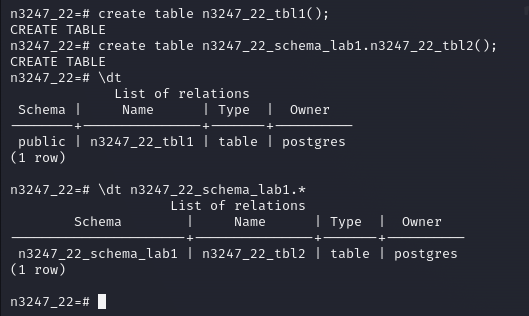 n3247_22=# create table n3247_22_tbl1();
CREATE TABLE
n3247_22=# create table n3247_22_schema_lab1.n3247_22_tbl2();
CREATE TABLE
n3247_22=# \dt
             List of relations
 Schema |     Name      | Type  |  Owner
--------+---------------+-------+----------
 public | n3247_22_tbl1 | table | postgres
(1 row)

n3247_22=# \dt n3247_22_schema_lab1.*
                    List of relations
        Schema        |     Name      | Type  |  Owner
----------------------+---------------+-------+----------
 n3247_22_schema_lab1 | n3247_22_tbl2 | table | postgres
(1 row)

n3247_22=#